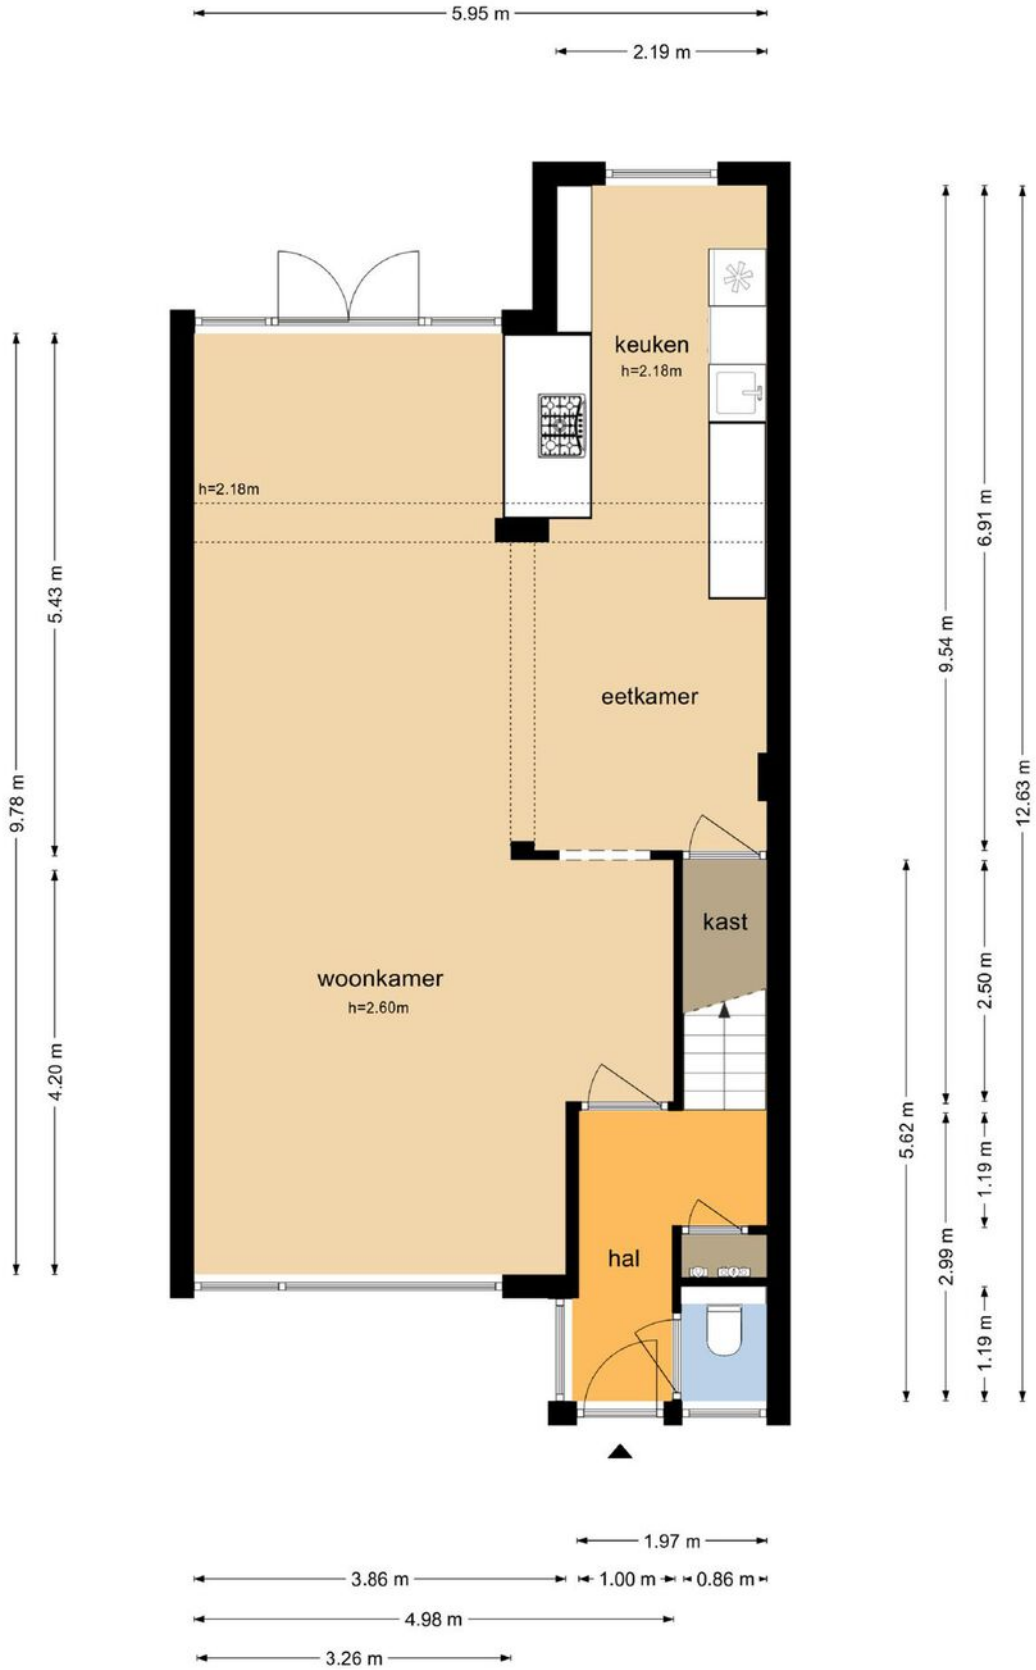 5.95 m
2.19 m
keuken
h=2.18m
h=2.18m
6.91 m
5.43 m
9.54 m
eetkamer
12.63 m
9.78 m
kast
woonkamer
h=2.60m
2.50 m
4.20 m
5.62 m
1.19 m
hal
2.99 m
1.19 m
1.97 m
3.86 m
1.00 m
0.86 m
4.98 m
3.26 m